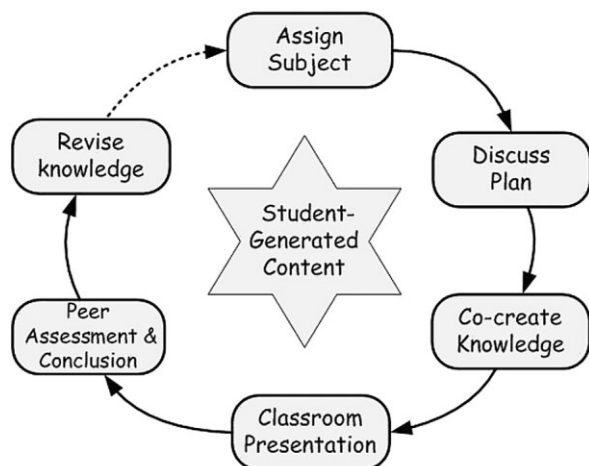 Assign
Subject
Discuss
Plan
Co-create
Knowledge
Classroom
Presentation
Peer
Assessment &
Conclusion
Revise
knowledge
Student-
Generated
Content